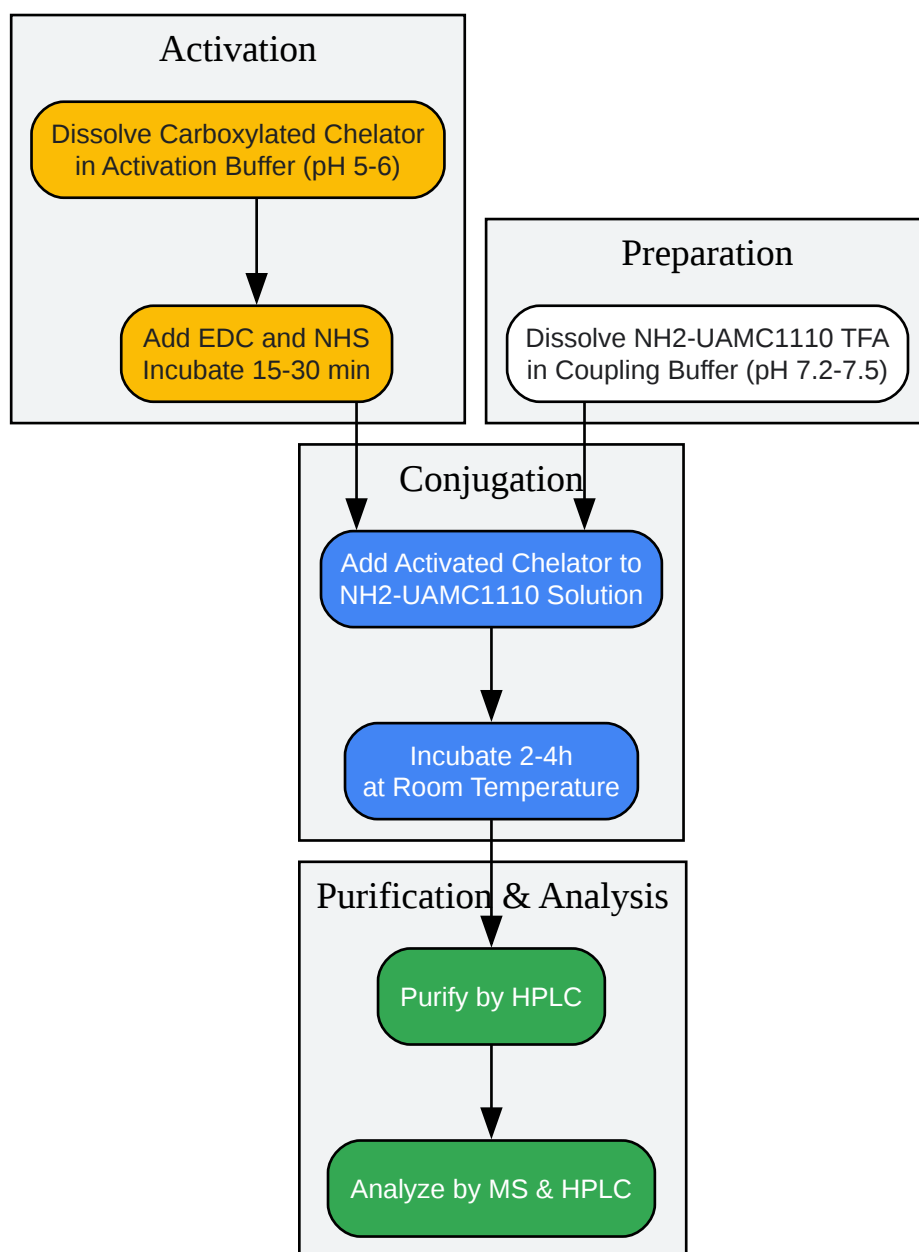 Activation
Dissolve Carboxylated Chelator
in Activation Buffer (pH 5-6)
Add EDC and NHS
Incubate 15-30 min
Preparation
Dissolve NH2-UAMC1110 TFA
in Coupling Buffer (pH 7.2-7.5)
Conjugation
Add Activated Chelator to
NH2-UAMC1110 Solution
Incubate 2-4h
at Room Temperature
Purification & Analysis
Purify by HPLC
Analyze by MS & HPLC